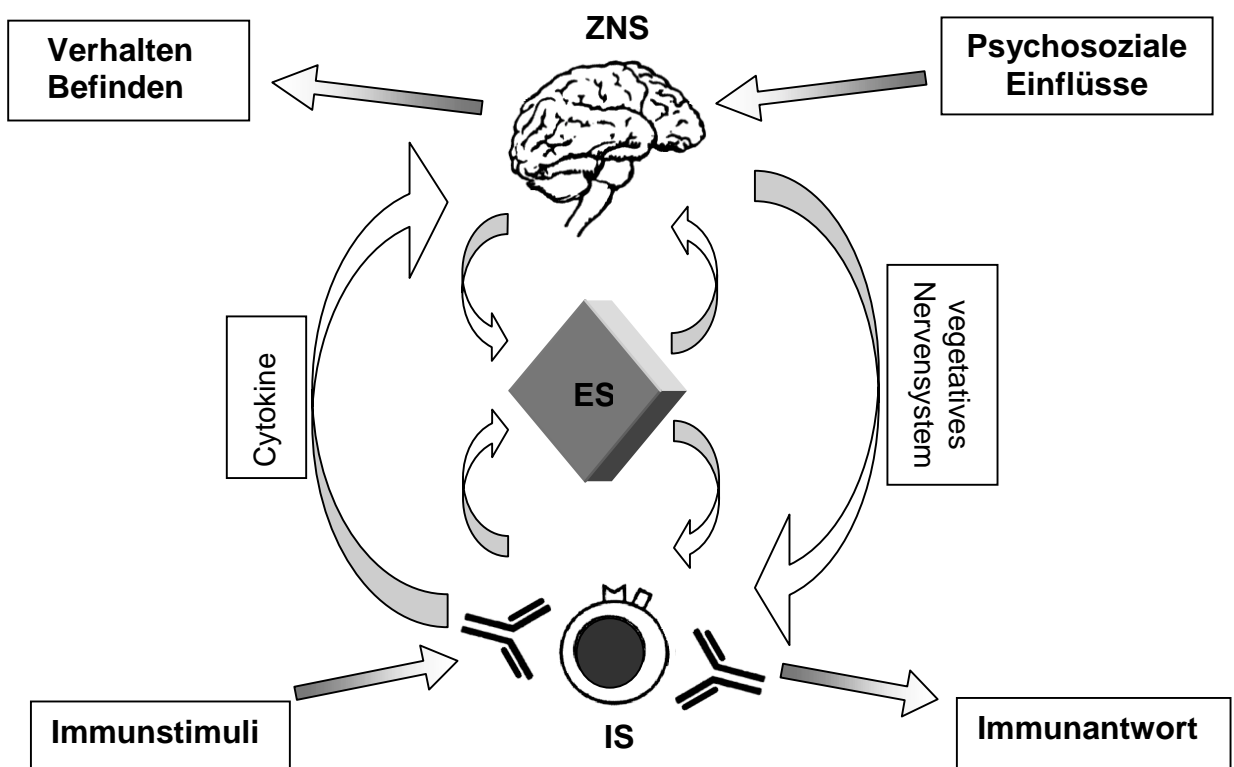 ZNS
Verhalten
Befinden
Psychosoziale
Einflüsse
Cytokine
ES
vegetatives
Nervensystem
Immunstimuli
IS
Immunantwort